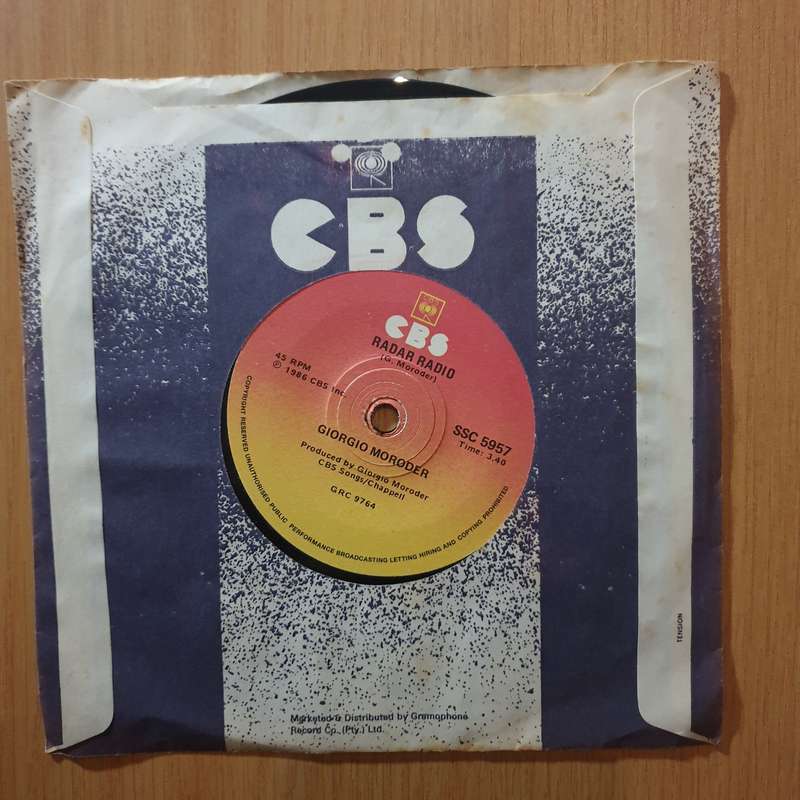 CBS
CBS
RADAR RADIO
(G. Moroder)
45 RPM
℗ 1986 CBS Inc.
SSC 5957
Time: 3.40
GIORGIO MORODER
Produced by Giorgio Moroder
CBS Songs/Chappell
GRC 9764
COPYRIGHT RESERVED UNAUTHORISED PUBLIC PERFORMANCE BROADCASTING LETTING HIRING AND COPYING PROHIBITED
TENSION
Marketed & Distributed by Gramophone
Record Co. (Pty.) Ltd.